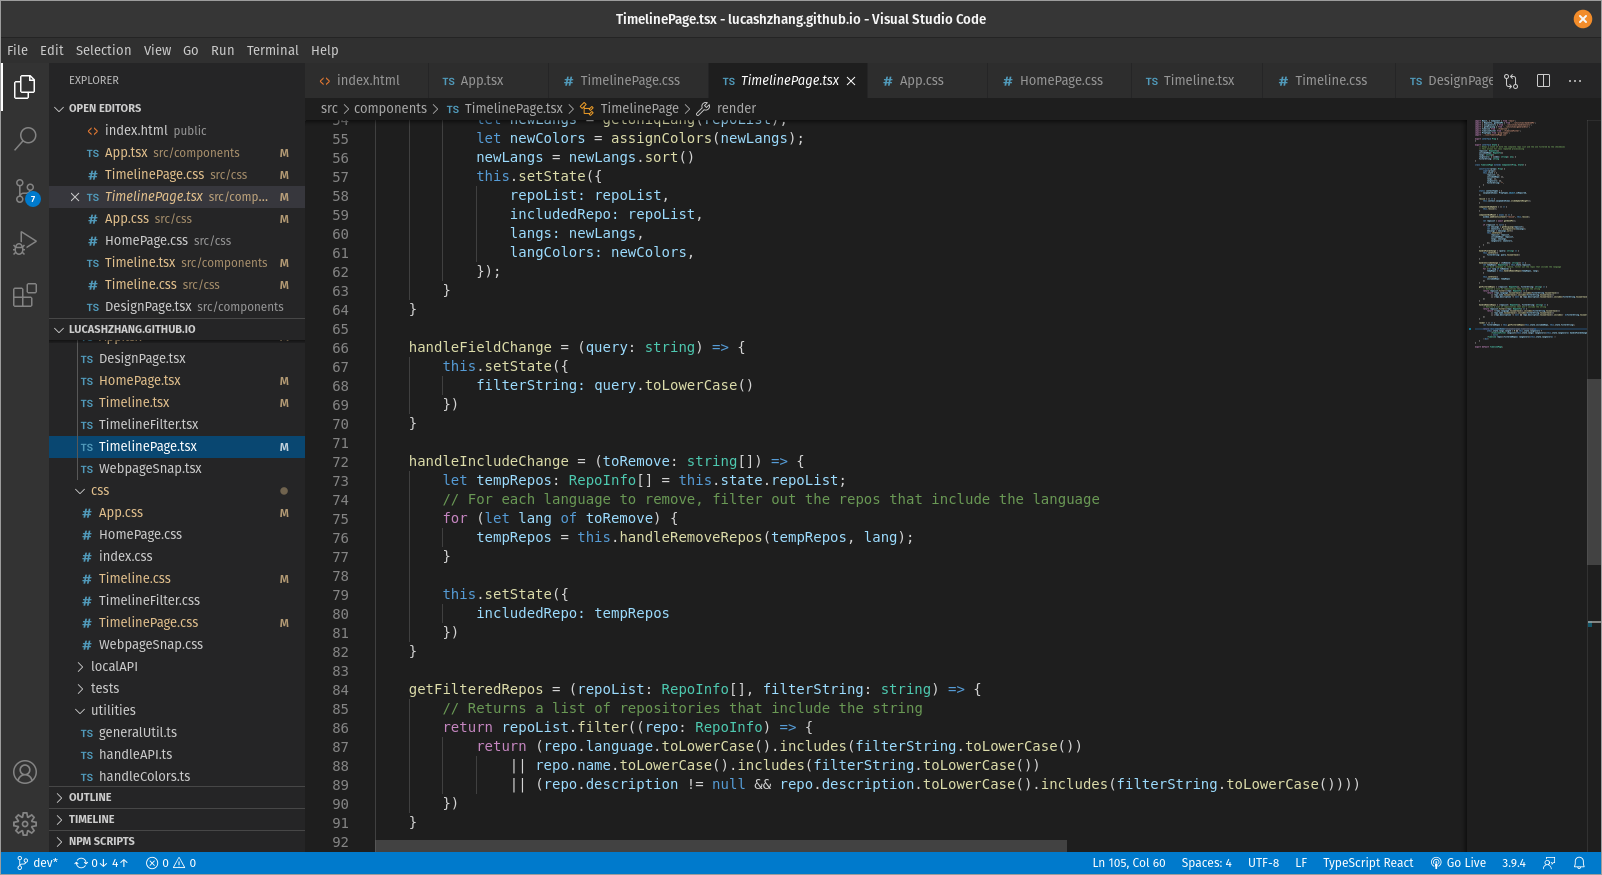 TimelinePage.tsx - lucashzhang.github.io - Visual Studio Code
File Edit Selection View Go Run Terminal Help
EXPLORER
OPEN EDITORS
index.html public
TS App.tsx src/components M
# TimelinePage.css src/css M
TS TimelinePage.tsx src/comp... M
# App.css src/css M
# HomePage.css src/css
TS Timeline.tsx src/components M
# Timeline.css src/css M
TS DesignPage.tsx src/components
LUCASHZHANG.GITHUB.IO
TS DesignPage.tsx
TS HomePage.tsx M
TS Timeline.tsx M
TS TimelineFilter.tsx
TS TimelinePage.tsx M
TS WebpageSnap.tsx
css
# App.css M
# HomePage.css
# index.css
# Timeline.css M
# TimelineFilter.css
# TimelinePage.css M
# WebpageSnap.css
localAPI
tests
utilities
TS generalUtil.ts
TS handleAPI.ts
TS handleColors.ts
OUTLINE
TIMELINE
NPM SCRIPTS
7
<> index.html TS App.tsx # TimelinePage.css TS TimelinePage.tsx # App.css # HomePage.css TS Timeline.tsx # Timeline.css TS DesignPage
src > components > TS TimelinePage.tsx > TimelinePage > render
54 let newLangs = getUniqLang(repoList);
55 let newColors = assignColors(newLangs);
56 newLangs = newLangs.sort()
57 this.setState({
58 repoList: repoList,
59 includedRepo: repoList,
60 langs: newLangs,
61 langColors: newColors,
62 });
63 }
64 }
65
66 handleFieldChange = (query: string) => {
67 this.setState({
68 filterString: query.toLowerCase()
69 })
70 }
71
72 handleIncludeChange = (toRemove: string[]) => {
73 let tempRepos: RepoInfo[] = this.state.repoList;
74 // For each language to remove, filter out the repos that include the language
75 for (let lang of toRemove) {
76 tempRepos = this.handleRemoveRepos(tempRepos, lang);
77 }
78
79 this.setState({
80 includedRepo: tempRepos
81 })
82 }
83
84 getFilteredRepos = (repoList: RepoInfo[], filterString: string) => {
85 // Returns a list of repositories that include the string
86 return repoList.filter((repo: RepoInfo) => {
87 return (repo.language.toLowerCase().includes(filterString.toLowerCase())
88 || repo.name.toLowerCase().includes(filterString.toLowerCase())
89 || (repo.description != null && repo.description.toLowerCase().includes(filterString.toLowerCase())))
90 })
91 }
92
dev* 0↓ 4↑ 0 0 Ln 105, Col 60 Spaces: 4 UTF-8 LF TypeScript React Go Live 3.9.4